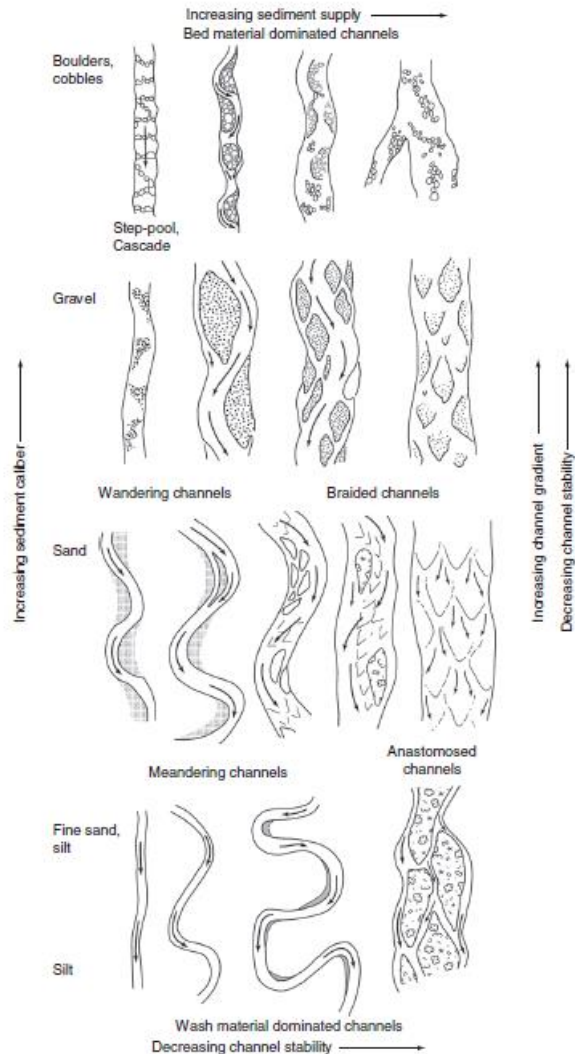 Increasing sediment supply
Bed material dominated channels
Boulders,
cobbles
Step-pool,
Cascade
Gravel
Wandering channels
Braided channels
Sand
Increasing sediment caliber
Increasing channel gradient
Decreasing channel stability
Meandering channels
Anastomosed
channels
Fine sand,
silt
Silt
Wash material dominated channels
Decreasing channel stability